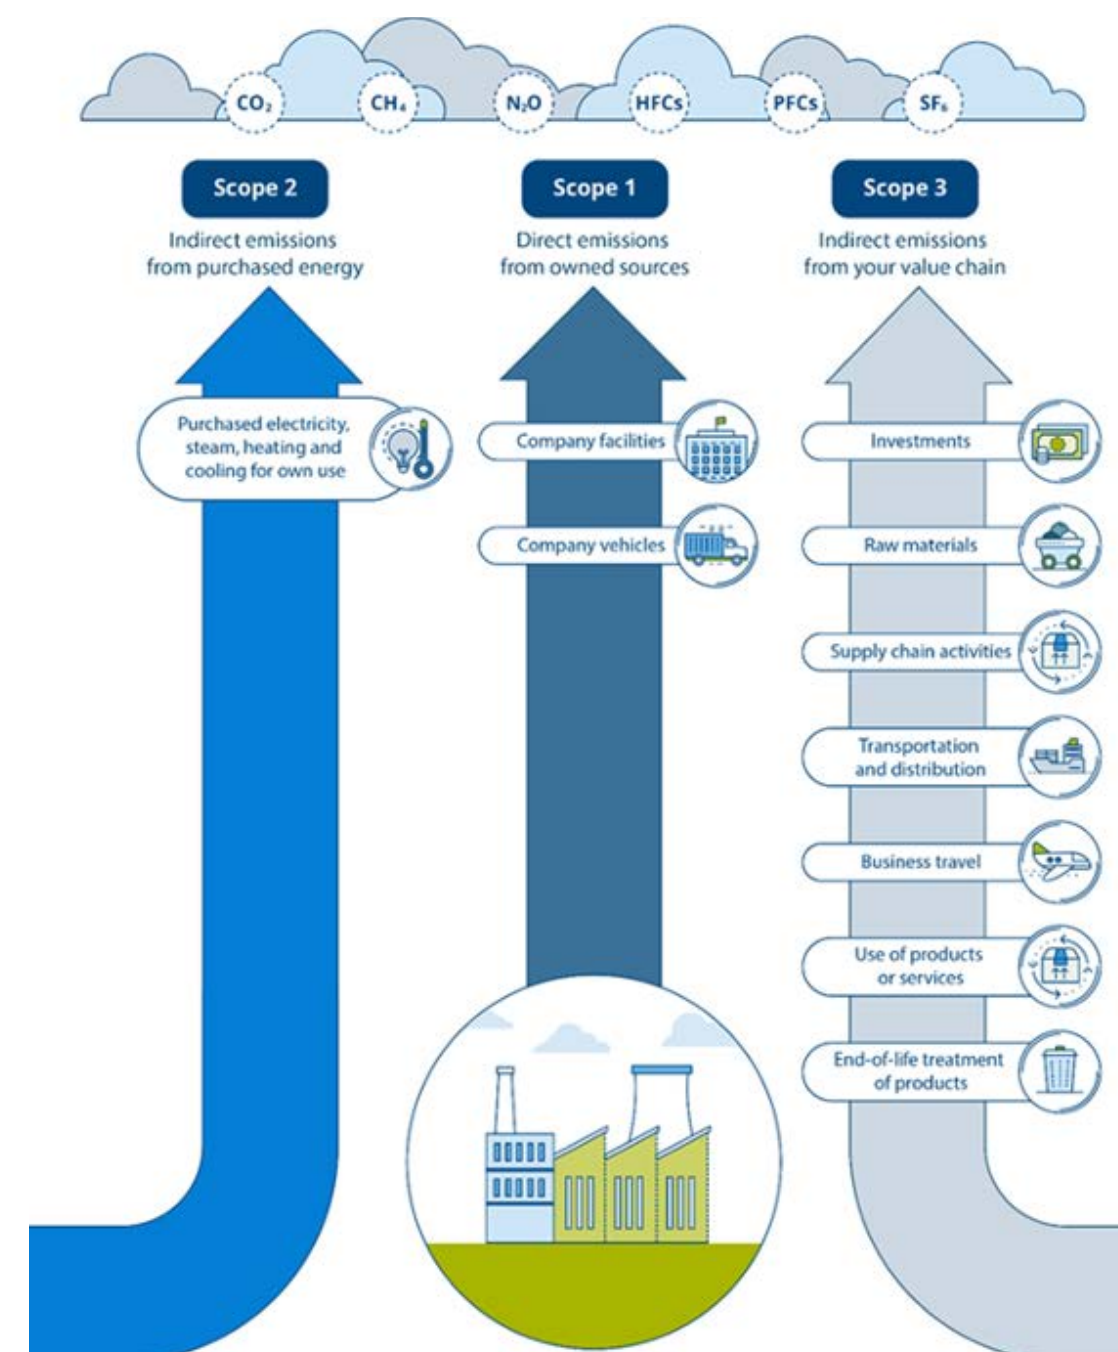 CO₂
CH₄
N₂O
HFCs
PFCs
SF₆
Scope 2
Indirect emissions
from purchased energy
Purchased electricity,
steam, heating and
cooling for own use
Scope 1
Direct emissions
from owned sources
Company facilities
Company vehicles
Scope 3
Indirect emissions
from your value chain
Investments
Raw materials
Supply chain activities
Transportation
and distribution
Business travel
Use of products
or services
End-of-life treatment
of products